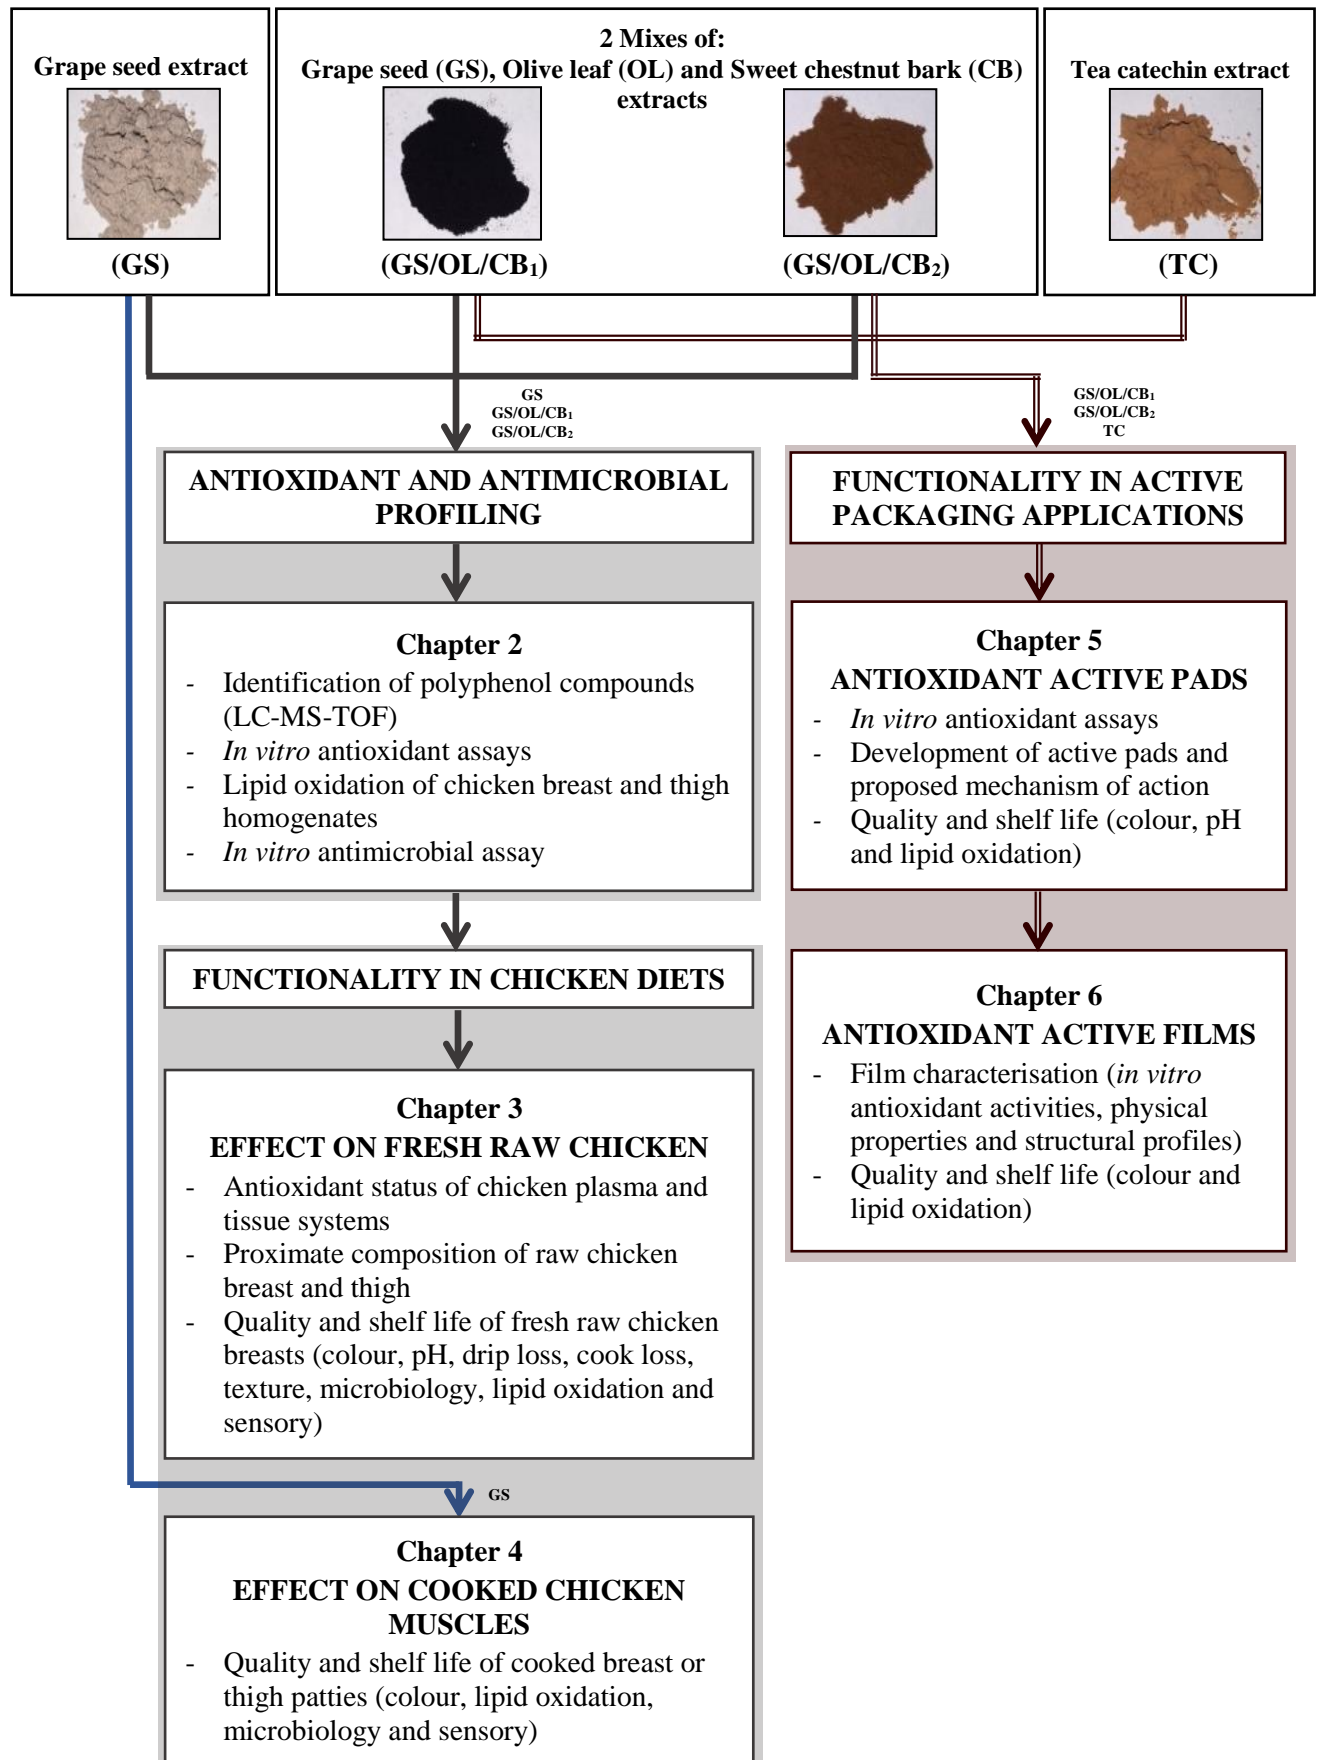 Grape seed extract
(GS)
2 Mixes of:
Grape seed (GS), Olive leaf (OL) and Sweet chestnut bark (CB)
extracts
(GS/OL/CB₁)
(GS/OL/CB₂)
Tea catechin extract
(TC)
GS
GS/OL/CB₁
GS/OL/CB₂
GS/OL/CB₁
GS/OL/CB₂
TC
ANTIOXIDANT AND ANTIMICROBIAL
PROFILING
Chapter 2
- Identification of polyphenol compounds
(LC-MS-TOF)
- In vitro antioxidant assays
- Lipid oxidation of chicken breast and thigh
homogenates
- In vitro antimicrobial assay
FUNCTIONALITY IN CHICKEN DIETS
Chapter 3
EFFECT ON FRESH RAW CHICKEN
- Antioxidant status of chicken plasma and
tissue systems
- Proximate composition of raw chicken
breast and thigh
- Quality and shelf life of fresh raw chicken
breasts (colour, pH, drip loss, cook loss,
texture, microbiology, lipid oxidation and
sensory)
GS
Chapter 4
EFFECT ON COOKED CHICKEN
MUSCLES
- Quality and shelf life of cooked breast or
thigh patties (colour, lipid oxidation,
microbiology and sensory)
FUNCTIONALITY IN ACTIVE
PACKAGING APPLICATIONS
Chapter 5
ANTIOXIDANT ACTIVE PADS
- In vitro antioxidant assays
- Development of active pads and
proposed mechanism of action
- Quality and shelf life (colour, pH
and lipid oxidation)
Chapter 6
ANTIOXIDANT ACTIVE FILMS
- Film characterisation (in vitro
antioxidant activities, physical
properties and structural profiles)
- Quality and shelf life (colour and
lipid oxidation)